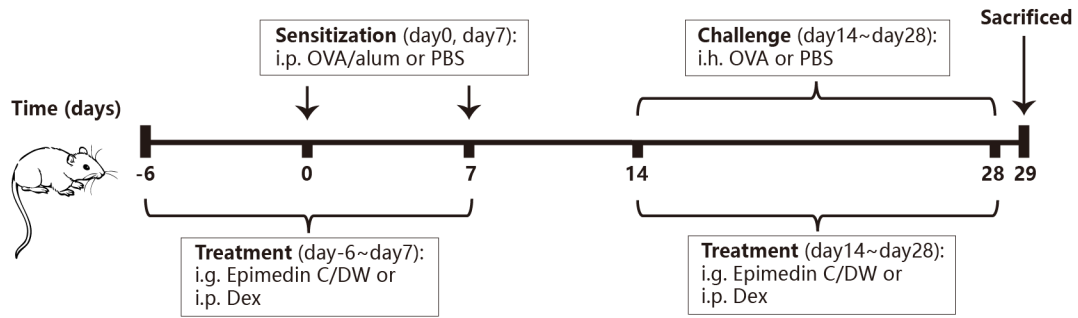 Sacrificed
Sensitization (day0, day7):
i.p. OVA/alum or PBS
Challenge (day14~day28):
i.h. OVA or PBS
Time (days)
-6 0 7 14 28 29
Treatment (day-6~day7):
i.g. Epimedin C/DW or
i.p. Dex
Treatment (day14~day28):
i.g. Epimedin C/DW or
i.p. Dex